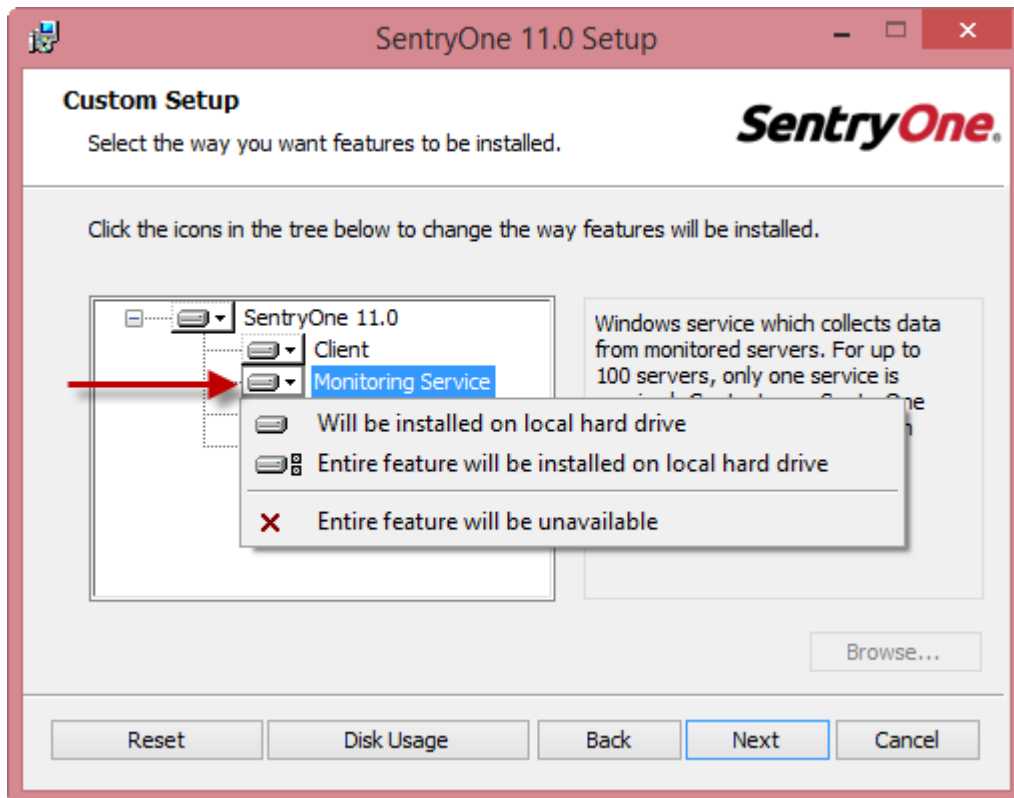 SentryOne 11.0 Setup
Custom Setup
Select the way you want features to be installed.
SentryOne
Click the icons in the tree below to change the way features will be installed.
SentryOne 11.0
Client
Monitoring Service
Windows service which collects data
from monitored servers. For up to
100 servers, only one service is
Will be installed on local hard drive
Entire feature will be installed on local hard drive
Entire feature will be unavailable
Browse...
Reset
Disk Usage
Back
Next
Cancel